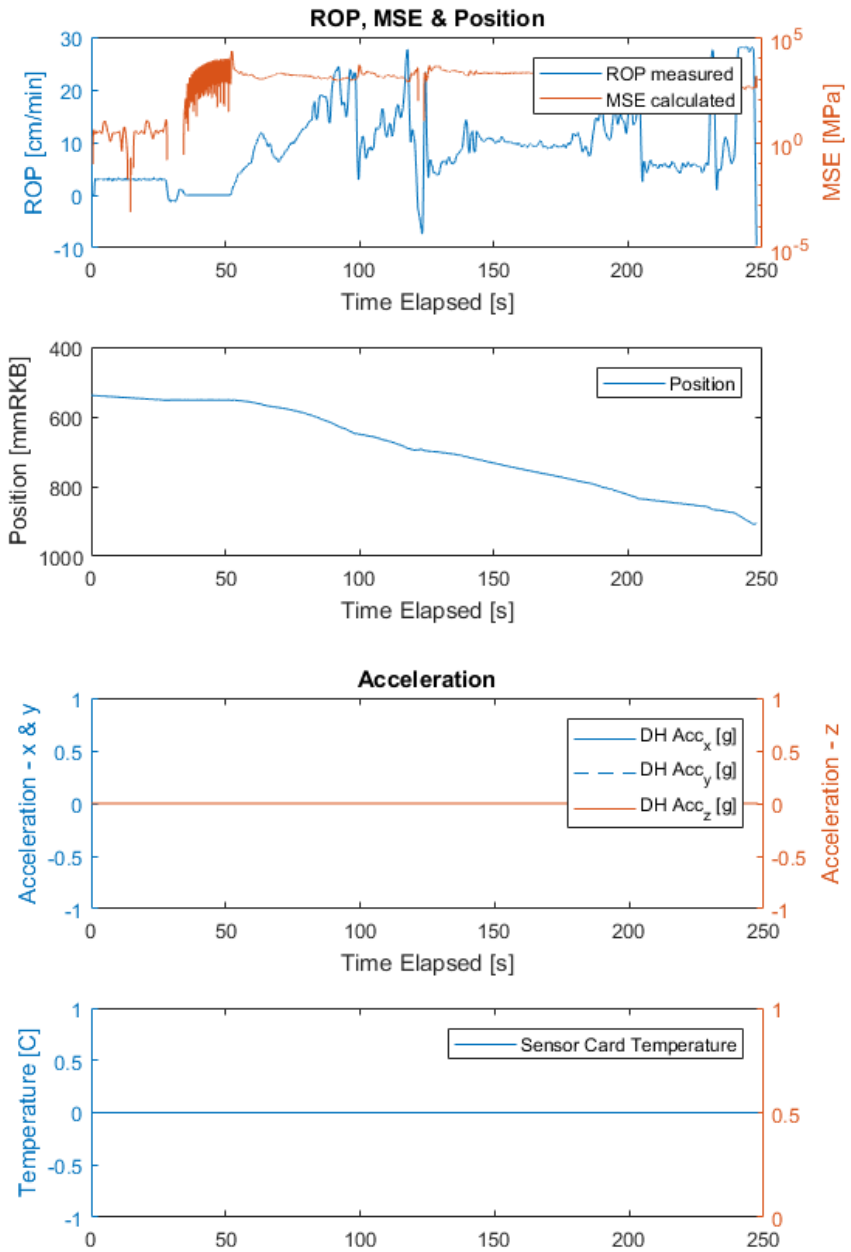 ROP, MSE & Position
30
20
10
0
-10
ROP [cm/min]
ROP measured
MSE calculated
10^5
10^0
10^-5
MSE [MPa]
0 50 100 150 200 250
Time Elapsed [s]
400
600
800
1000
Position [mmRKB]
Position
0 50 100 150 200 250
Time Elapsed [s]
Acceleration
1
0.5
0
-0.5
-1
Acceleration - x & y
DH Acc_x [g]
DH Acc_y [g]
DH Acc_z [g]
1
0.5
0
-0.5
-1
Acceleration - z
0 50 100 150 200 250
Time Elapsed [s]
1
0.5
0
-0.5
-1
Temperature [C]
Sensor Card Temperature
1
0.5
0
0 50 100 150 200 250